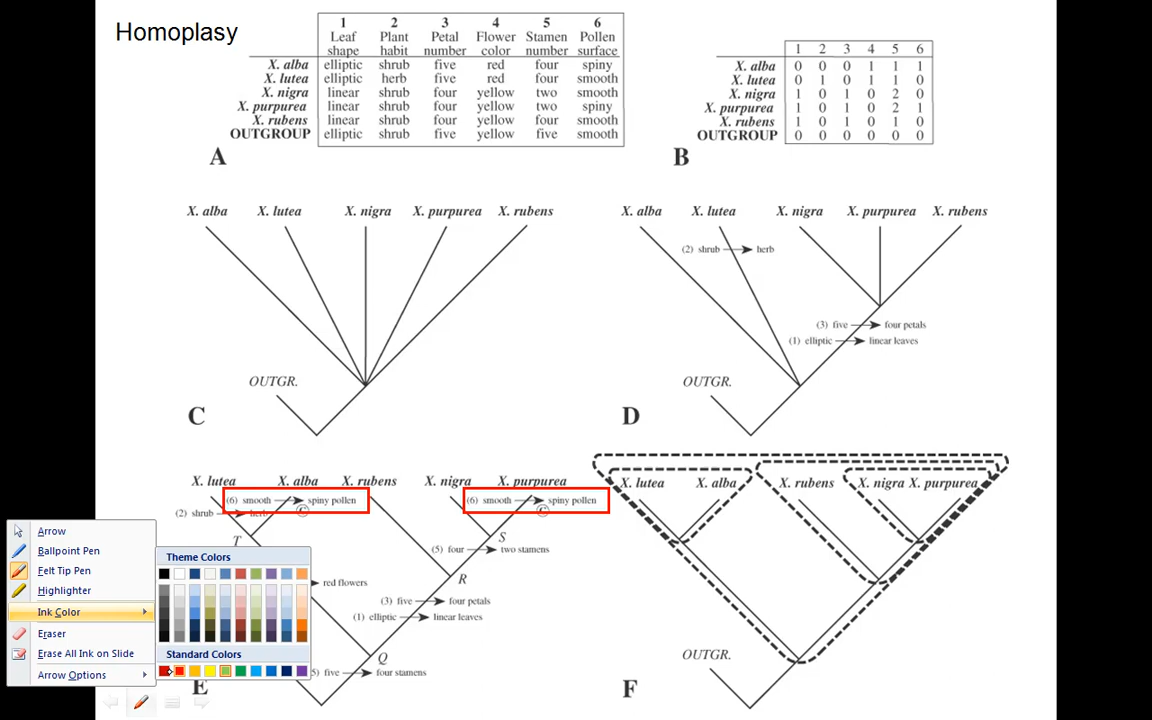 Homoplasy
1 2 3 4 5 6
Leaf Plant Petal Flower Stamen Pollen
shape habit number color number surface
X. alba elliptic shrub five red four spiny
X. lutea elliptic herb five red four smooth
X. nigra linear shrub four yellow two smooth
X. purpurea linear shrub four yellow two spiny
X. rubens linear shrub four yellow four smooth
OUTGROUP elliptic shrub five yellow five smooth
A
1 2 3 4 5 6
X. alba 0 0 0 1 1 1
X. lutea 0 1 0 1 1 0
X. nigra 1 0 1 0 2 0
X. purpurea 1 0 1 0 2 1
X. rubens 1 0 1 0 1 0
OUTGROUP 0 0 0 0 0 0
B
X. alba X. lutea X. nigra X. purpurea X. rubens
OUTGR.
C
X. alba X. lutea X. nigra X. purpurea X. rubens
(2) shrub herb
(3) five four petals
(1) elliptic linear leaves
OUTGR.
D
X. lutea X. alba X. rubens X. nigra X. purpurea
(6) smooth spiny pollen (6) smooth spiny pollen
(2) shrub herb
T S
(5) four two stamens
R
red flowers
(3) five four petals
(1) elliptic linear leaves
Q
5) five four stamens
E
X. lutea X. alba X. rubens X. nigra X. purpurea
OUTGR.
F
Arrow
Ballpoint Pen
Felt Tip Pen
Highlighter
Ink Color
Eraser
Erase All Ink on Slide
Arrow Options
Theme Colors
Standard Colors